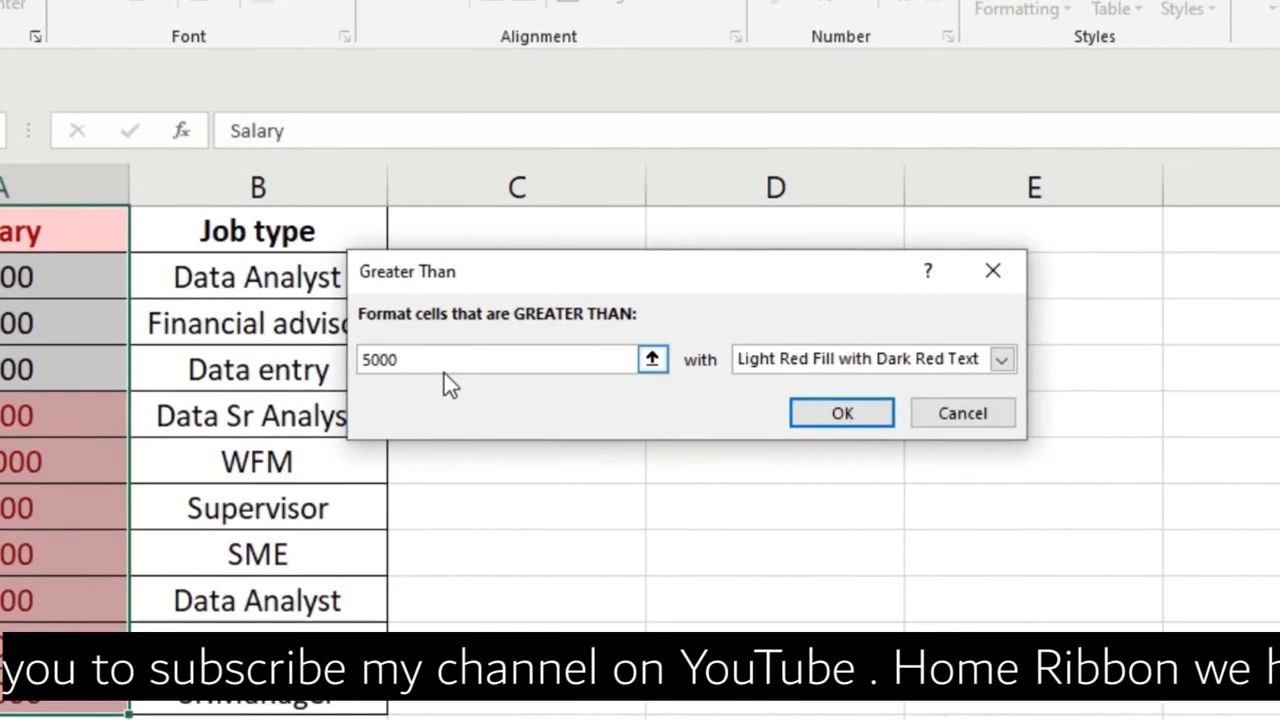 Formatting Table Styles
Font Alignment Number Styles
fx Salary
B C D E
ary Job type
00 Data Analyst
00 Financial advisc
00 Data entry
00 Data Sr Analys
000 WFM
00 Supervisor
00 SME
00 Data Analyst
Greater Than ?
Format cells that are GREATER THAN:
5000 with Light Red Fill with Dark Red Text
OK Cancel
you to subscribe my channel on YouTube . Home Ribbon we h